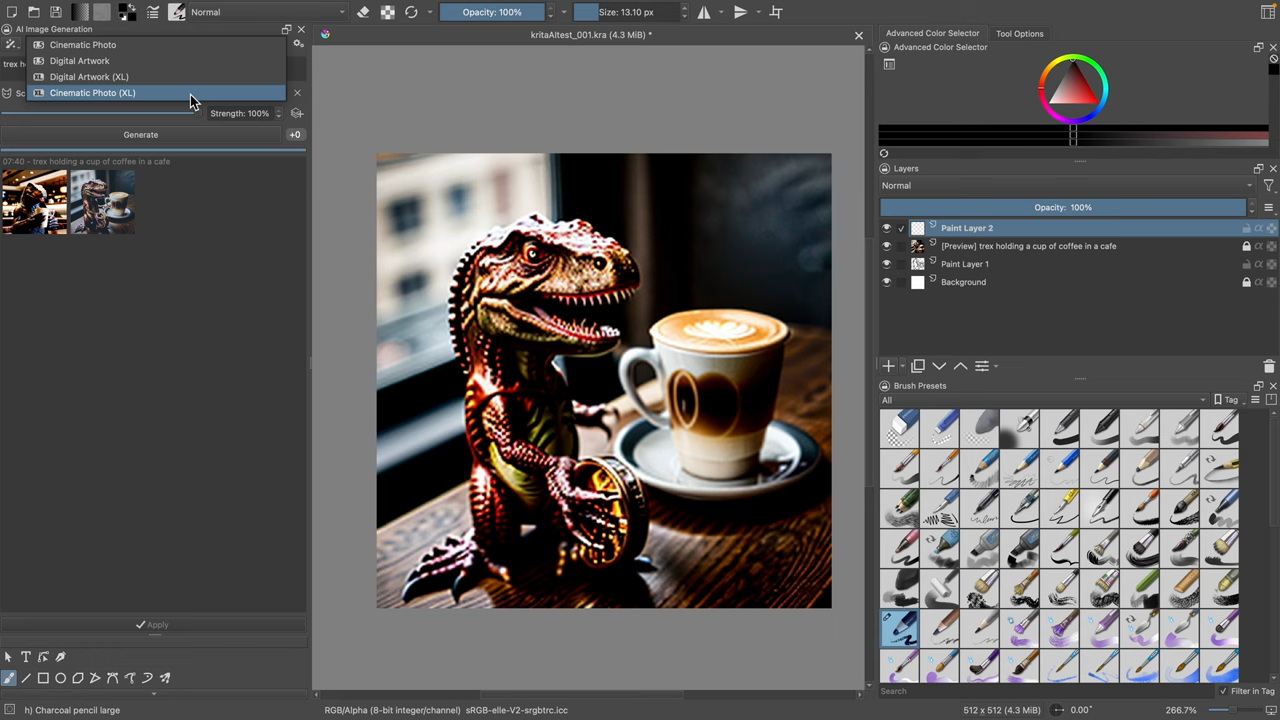 Normal
Opacity: 100%
Size: 13.10 px
AI Image Generation
kritaAItest_001.kra (4.3 MiB) *
Advanced Color Selector
Tool Options
Advanced Color Selector
Cinematic Photo
Digital Artwork
trex h
XL Digital Artwork (XL)
XL Cinematic Photo (XL)
Strength: 100%
Generate
+0
07:40 - trex holding a cup of coffee in a cafe
Layers
Normal
Opacity: 100%
Paint Layer 2
[Preview] trex holding a cup of coffee in a cafe
Paint Layer 1
Background
Brush Presets
All
Tag
Apply
Search
Filter in Tag
h) Charcoal pencil large
RGB/Alpha (8-bit integer/channel) sRGB-elle-V2-srgbtrc.icc
512 x 512 (4.3 MiB)
0.00°
266.7%